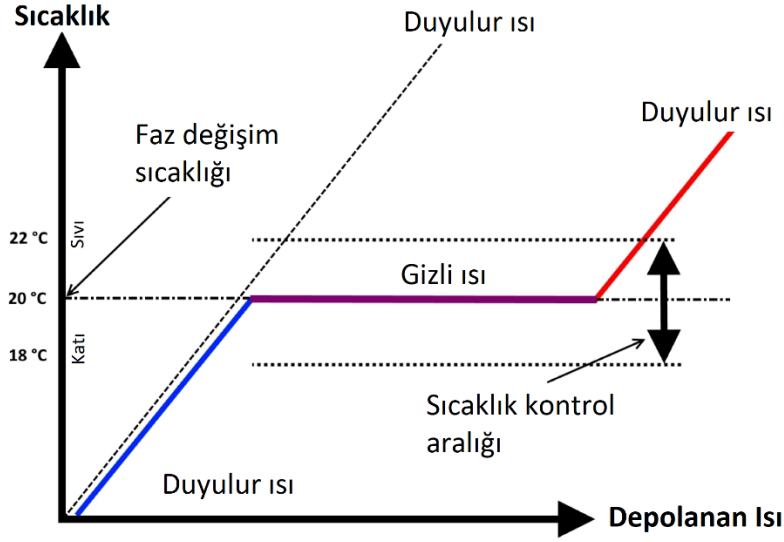 Sıcaklık
Duyulur ısı
Duyulur ısı
Faz değişim
sıcaklığı
22 °C
Sıvı
Gizli ısı
20 °C
18 °C
Katı
Sıcaklık kontrol
aralığı
Duyulur ısı
Depolanan Isı